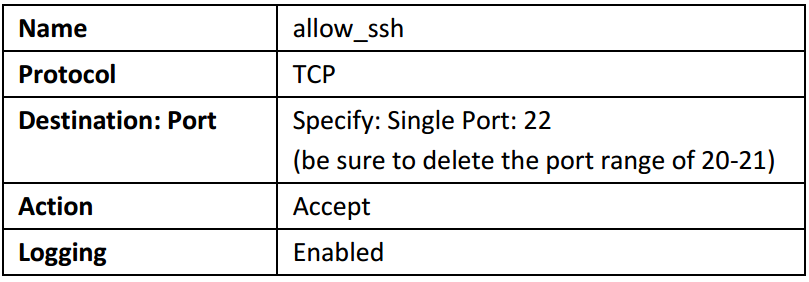 Name allow_ssh
Protocol TCP
Destination: Port Specify: Single Port: 22
(be sure to delete the port range of 20-21)
Action Accept
Logging Enabled